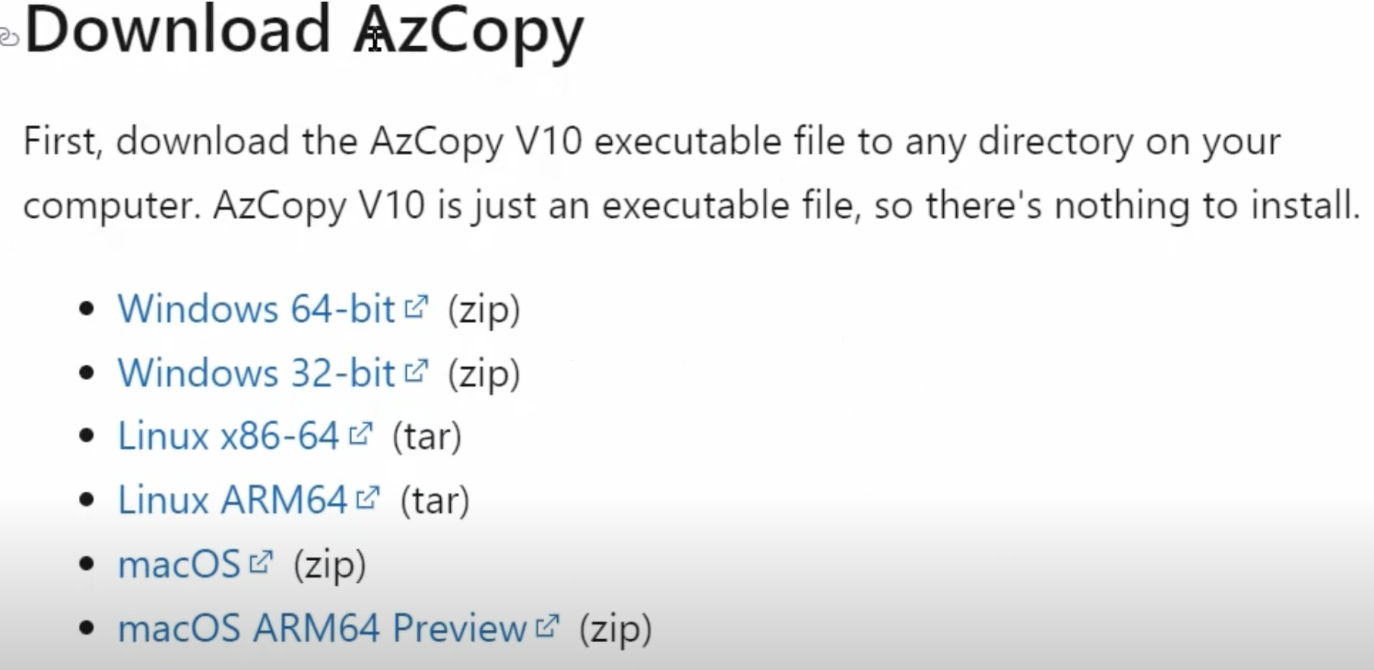 Download AzCopy
First, download the AzCopy V10 executable file to any directory on your
computer. AzCopy V10 is just an executable file, so there's nothing to install.
Windows 64-bit (zip)
Windows 32-bit (zip)
Linux x86-64 (tar)
Linux ARM64 (tar)
macOS (zip)
macOS ARM64 Preview (zip)